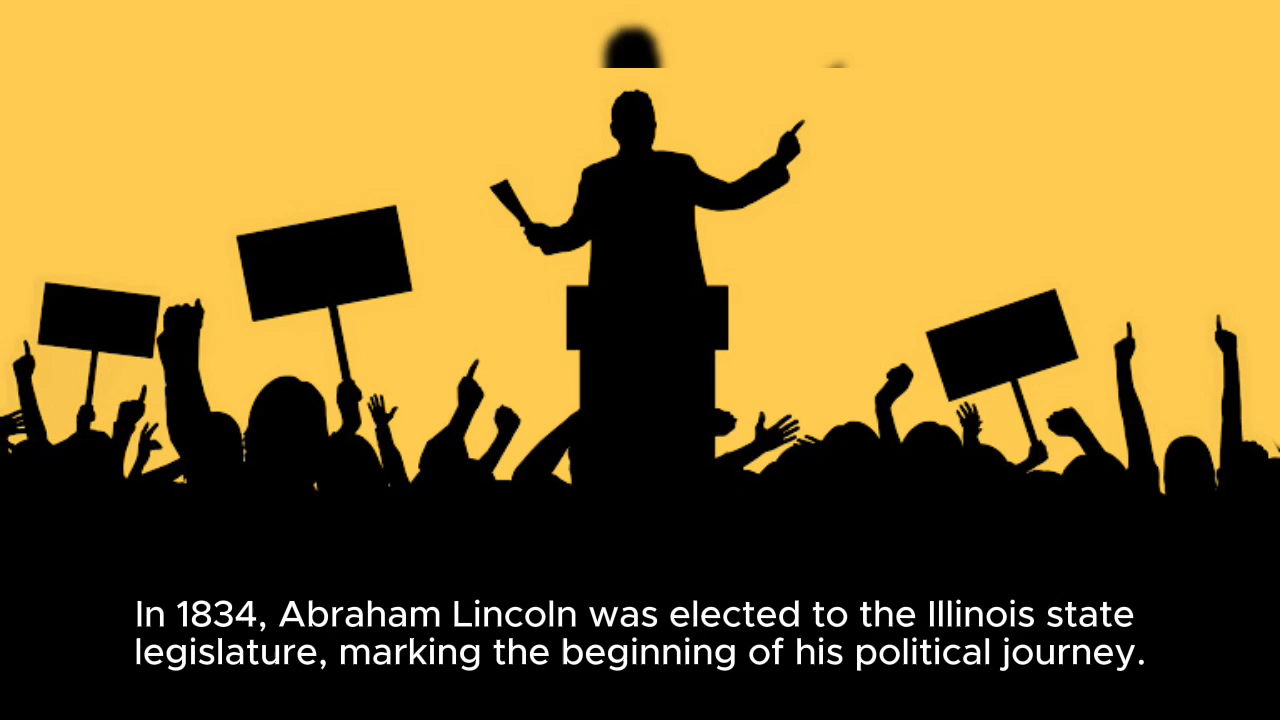 In 1834, Abraham Lincoln was elected to the Illinois state
legislature, marking the beginning of his political journey.